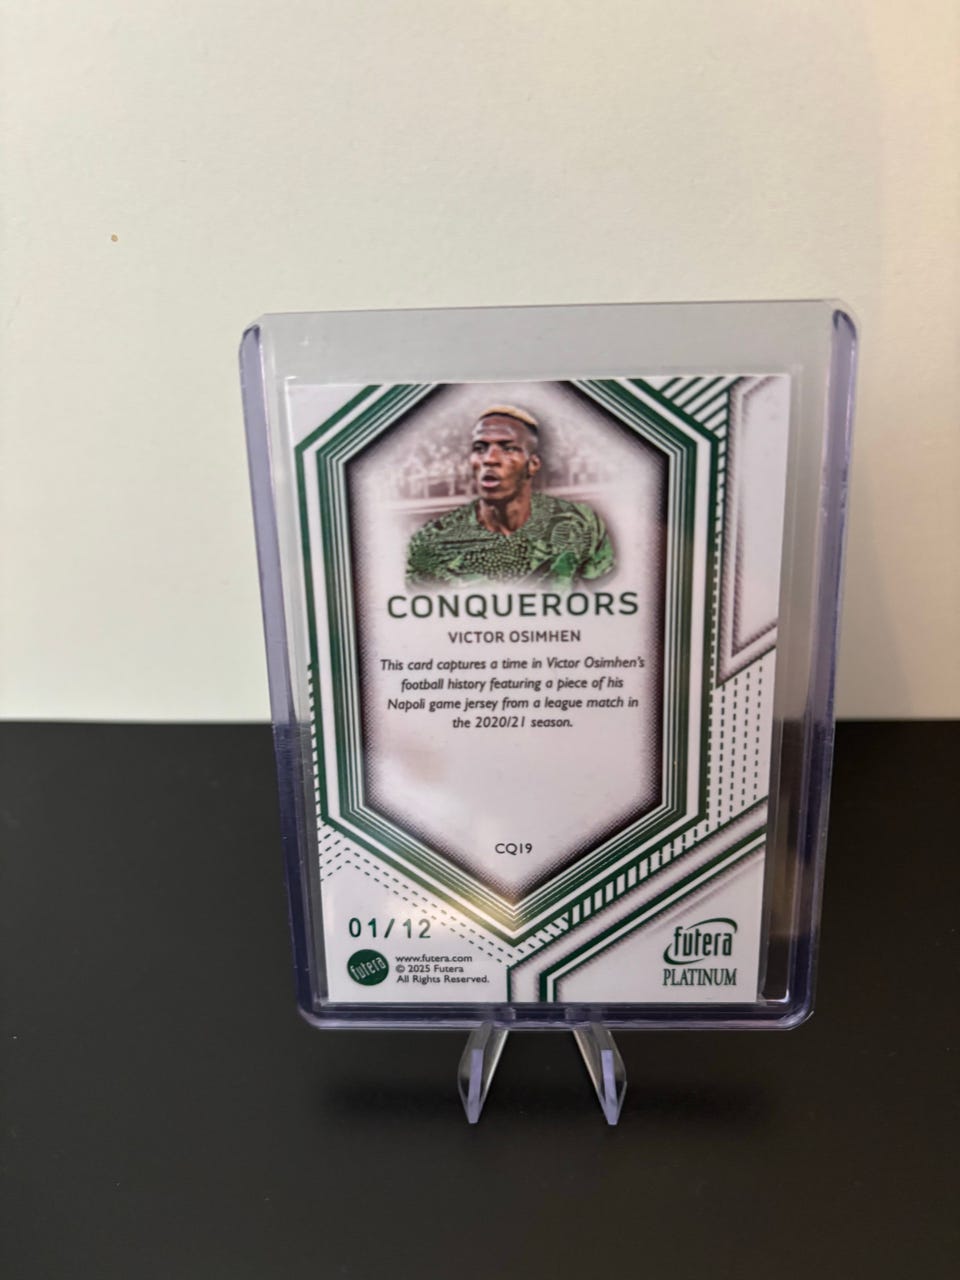 CONQUERORS
VICTOR OSIMHEN
This card captures a time in Victor Osimhen's
football history featuring a piece of his
Napoli game jersey from a league match in
the 2020/21 season.
CQ19
01/12
futera
www.futera.com
© 2025 Futera
All Rights Reserved.
futera
PLATINUM